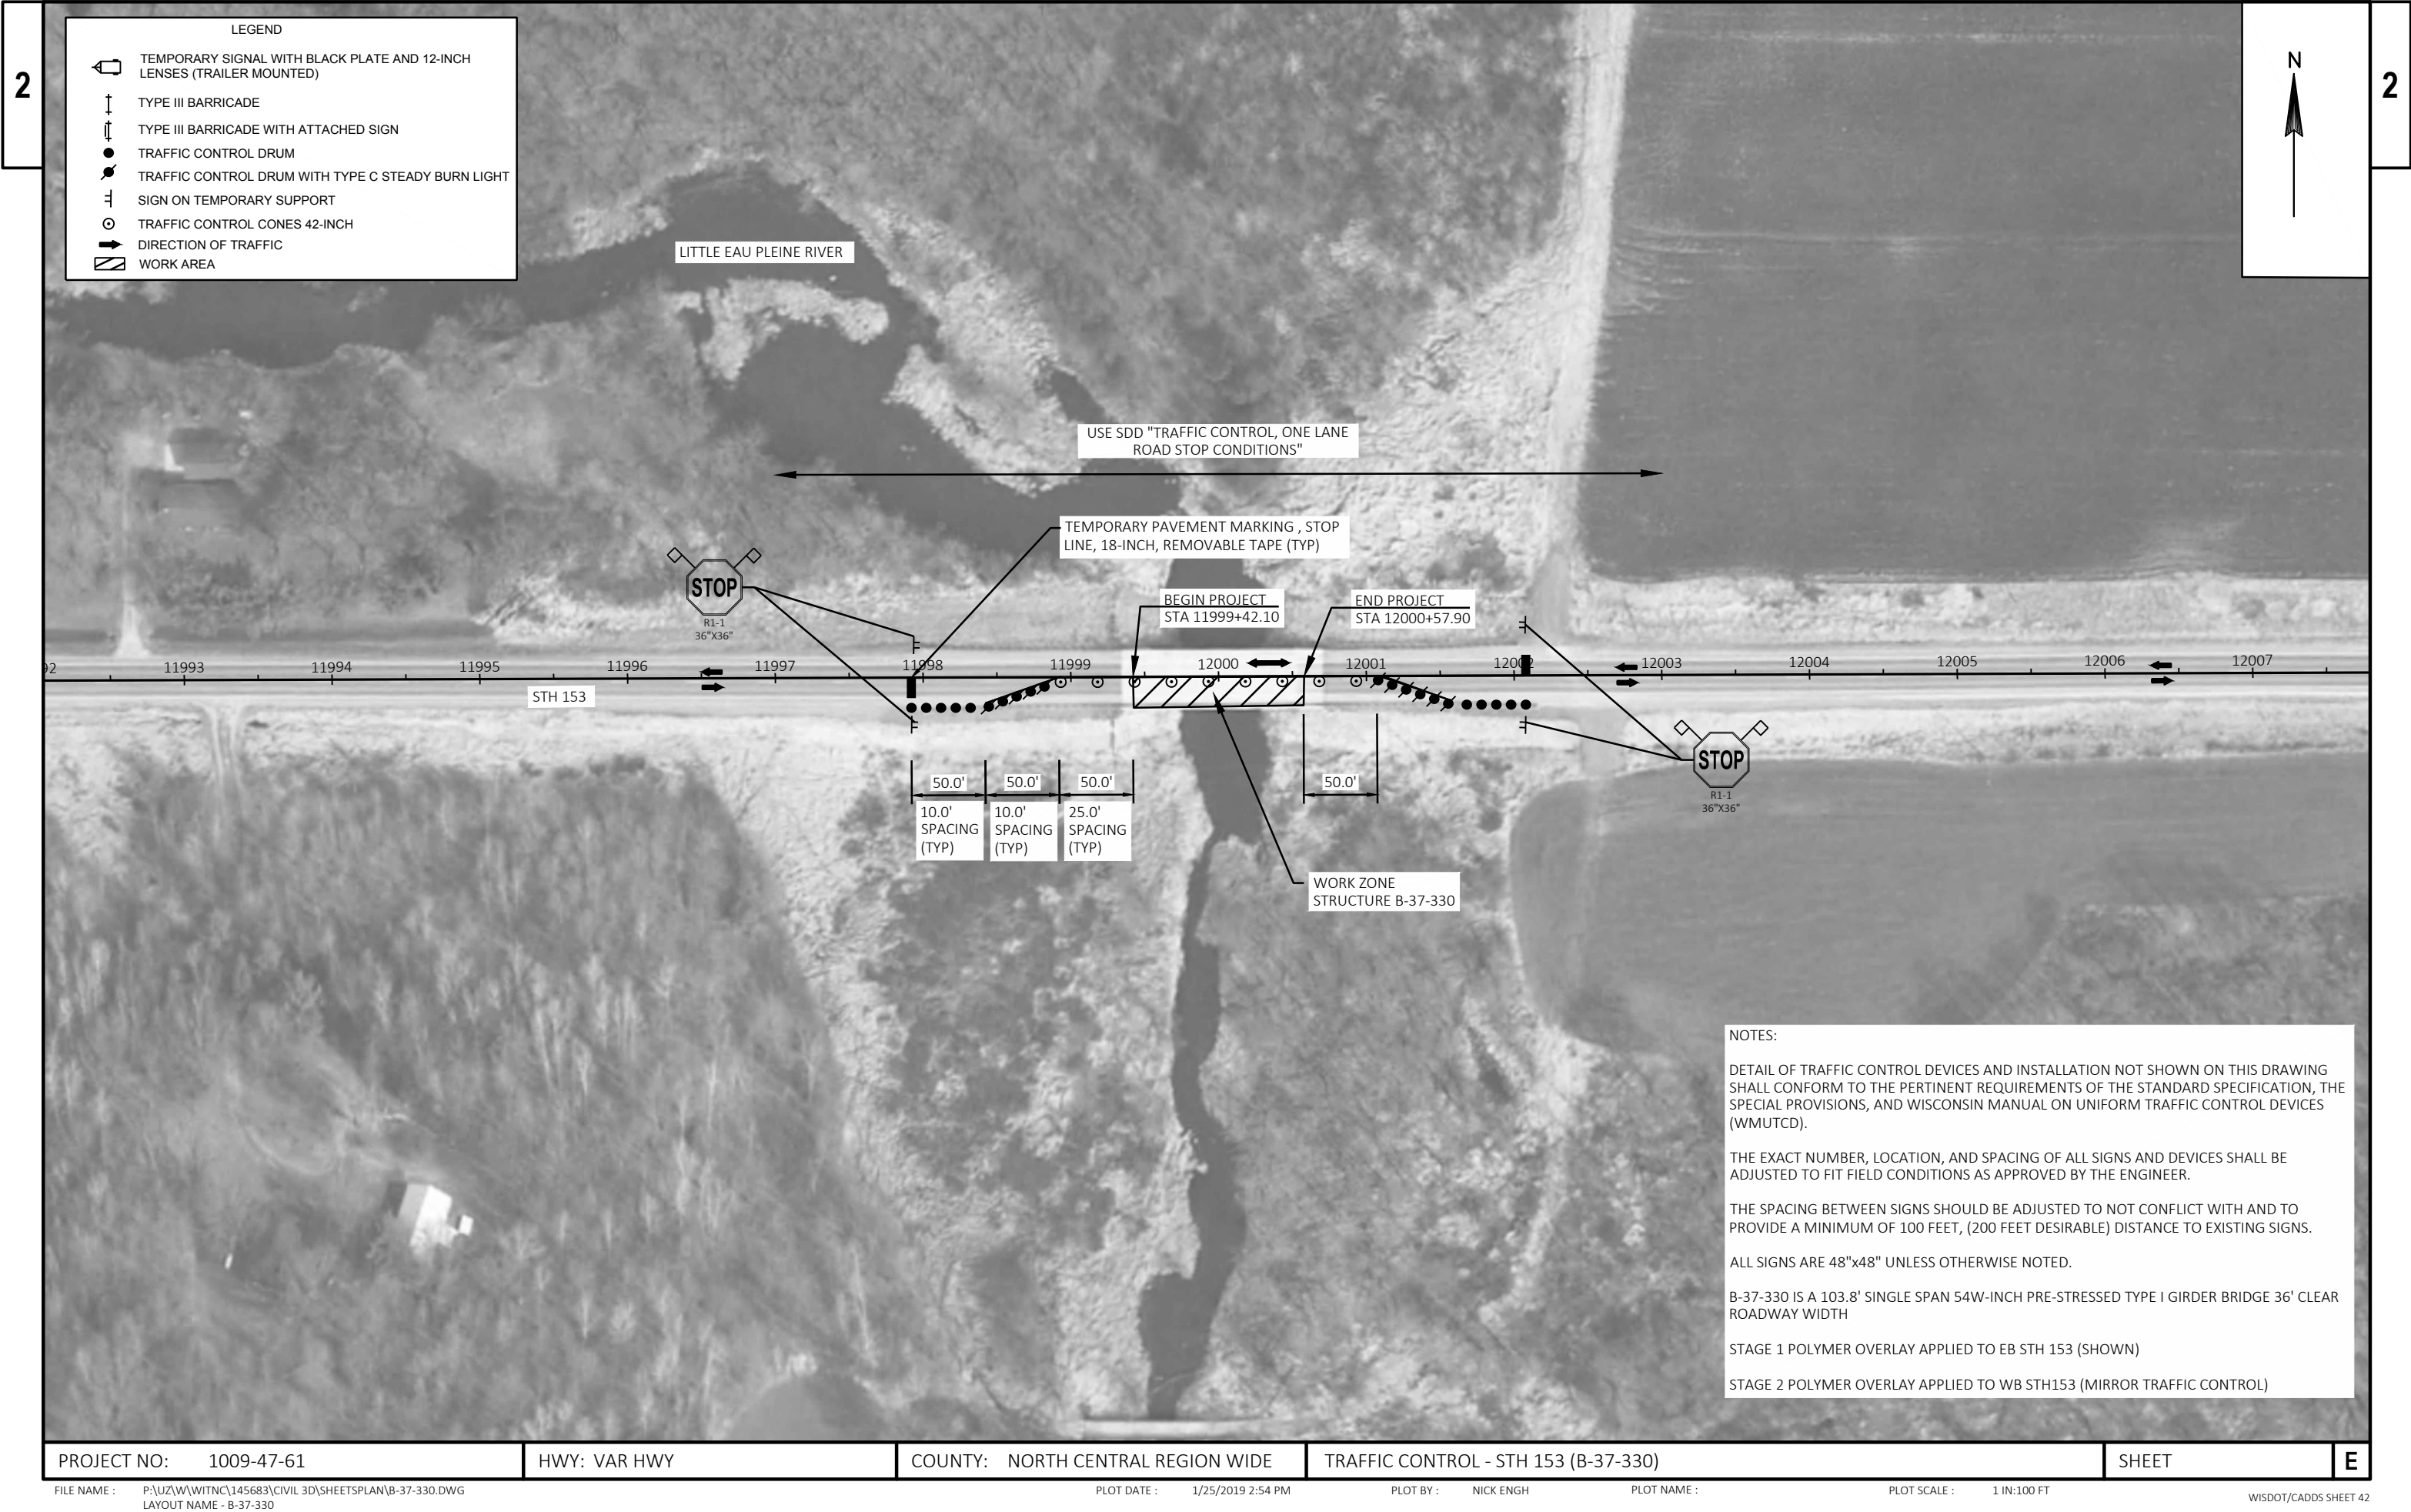 2
2
LEGEND
TEMPORARY SIGNAL WITH BLACK PLATE AND 12-INCH
LENSES (TRAILER MOUNTED)
TYPE III BARRICADE
TYPE III BARRICADE WITH ATTACHED SIGN
TRAFFIC CONTROL DRUM
TRAFFIC CONTROL DRUM WITH TYPE C STEADY BURN LIGHT
SIGN ON TEMPORARY SUPPORT
TRAFFIC CONTROL CONES 42-INCH
DIRECTION OF TRAFFIC
WORK AREA
N
LITTLE EAU PLEINE RIVER
USE SDD "TRAFFIC CONTROL, ONE LANE
ROAD STOP CONDITIONS"
TEMPORARY PAVEMENT MARKING , STOP
LINE, 18-INCH, REMOVABLE TAPE (TYP)
STOP
R1-1
36"X36"
BEGIN PROJECT
STA 11999+42.10
END PROJECT
STA 12000+57.90
92 11993 11994 11995 11996 11997 11998 11999 12000 12001 12002 12003 12004 12005 12006 12007
STH 153
STOP
R1-1
36"X36"
50.0' 50.0' 50.0' 50.0'
10.0' 10.0' 25.0'
SPACING SPACING SPACING
(TYP) (TYP) (TYP)
WORK ZONE
STRUCTURE B-37-330
NOTES:
DETAIL OF TRAFFIC CONTROL DEVICES AND INSTALLATION NOT SHOWN ON THIS DRAWING
SHALL CONFORM TO THE PERTINENT REQUIREMENTS OF THE STANDARD SPECIFICATION, THE
SPECIAL PROVISIONS, AND WISCONSIN MANUAL ON UNIFORM TRAFFIC CONTROL DEVICES
(WMUTCD).
THE EXACT NUMBER, LOCATION, AND SPACING OF ALL SIGNS AND DEVICES SHALL BE
ADJUSTED TO FIT FIELD CONDITIONS AS APPROVED BY THE ENGINEER.
THE SPACING BETWEEN SIGNS SHOULD BE ADJUSTED TO NOT CONFLICT WITH AND TO
PROVIDE A MINIMUM OF 100 FEET, (200 FEET DESIRABLE) DISTANCE TO EXISTING SIGNS.
ALL SIGNS ARE 48"x48" UNLESS OTHERWISE NOTED.
B-37-330 IS A 103.8' SINGLE SPAN 54W-INCH PRE-STRESSED TYPE I GIRDER BRIDGE 36' CLEAR
ROADWAY WIDTH
STAGE 1 POLYMER OVERLAY APPLIED TO EB STH 153 (SHOWN)
STAGE 2 POLYMER OVERLAY APPLIED TO WB STH153 (MIRROR TRAFFIC CONTROL)
PROJECT NO: 1009-47-61 HWY: VAR HWY COUNTY: NORTH CENTRAL REGION WIDE TRAFFIC CONTROL - STH 153 (B-37-330) SHEET E
FILE NAME : P:\UZ\W\WITNC\145683\CIVIL 3D\SHEETSPLAN\B-37-330.DWG PLOT DATE : 1/25/2019 2:54 PM PLOT BY : NICK ENGH PLOT NAME : PLOT SCALE : 1 IN:100 FT
LAYOUT NAME - B-37-330 WISDOT/CADDS SHEET 42